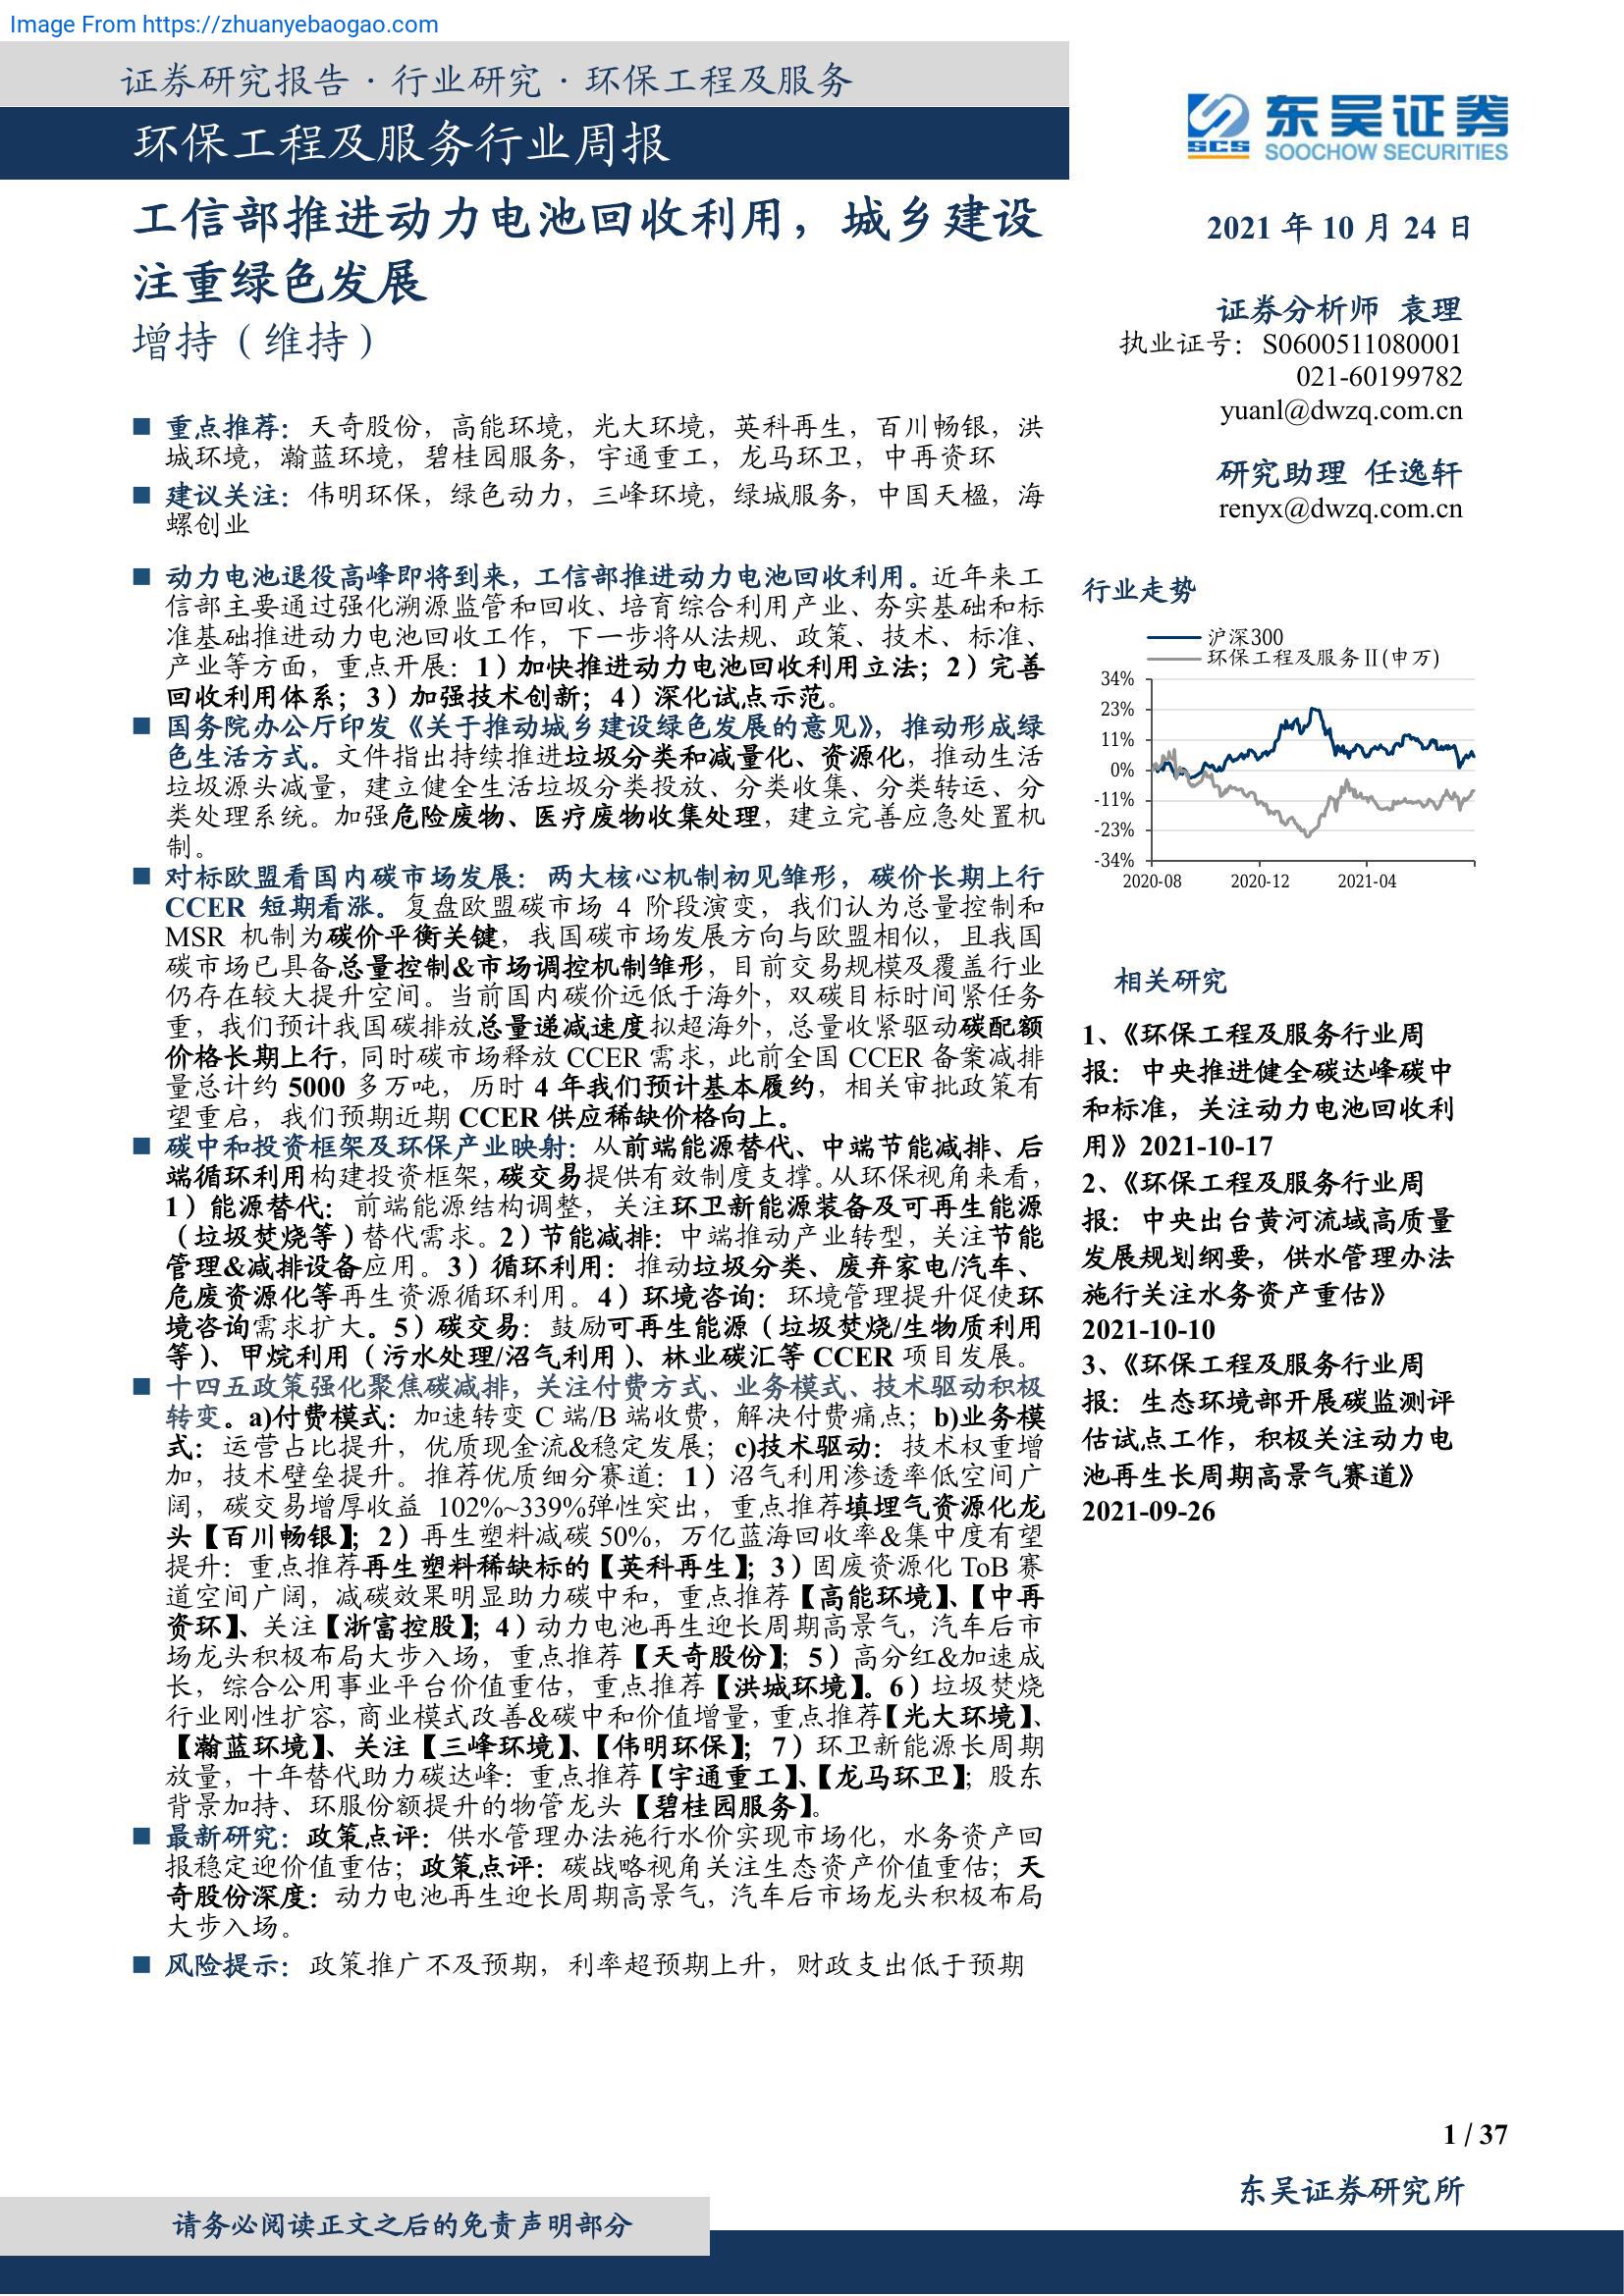 Image From https://zhuanyebaogao.com
证券研究报告·行业研究·环保工程及服务
环保工程及服务行业周报
东吴证券
SCS
SOOCHOW SECURITIES
工信部推进动力电池回收利用，城乡建设
注重绿色发展
增持（维持）
2021 年 10 月 24 日
证券分析师 袁理
执业证号：S0600511080001
021-60199782
yuanl@dwzq.com.cn
研究助理 任逸轩
renyx@dwzq.com.cn
■ 重点推荐：天奇股份，高能环境，光大环境，英科再生，百川畅银，洪
城环境，瀚蓝环境，碧桂园服务，宇通重工，龙马环卫，中再资环
■ 建议关注：伟明环保，绿色动力，三峰环境，绿城服务，中国天楹，海
螺创业
■ 动力电池退役高峰即将到来，工信部推进动力电池回收利用。近年来工
信部主要通过强化溯源监管和回收、培育综合利用产业、夯实基础和标
准基础推进动力电池回收工作，下一步将从法规、政策、技术、标准、
产业等方面，重点开展：1）加快推进动力电池回收利用立法；2）完善
回收利用体系；3）加强技术创新；4）深化试点示范。
■ 国务院办公厅印发《关于推动城乡建设绿色发展的意见》，推动形成绿
色生活方式。文件指出持续推进垃圾分类和减量化、资源化，推动生活
垃圾源头减量，建立健全生活垃圾分类投放、分类收集、分类转运、分
类处理系统。加强危险废物、医疗废物收集处理，建立完善应急处置机
制。
■ 对标欧盟看国内碳市场发展：两大核心机制初见雏形，碳价长期上行
CCER 短期看涨。复盘欧盟碳市场 4 阶段演变，我们认为总量控制和
MSR 机制为碳价平衡关键，我国碳市场发展方向与欧盟相似，且我国
碳市场已具备总量控制&市场调控机制雏形，目前交易规模及覆盖行业
仍存在较大提升空间。当前国内碳价远低于海外，双碳目标时间紧任务
重，我们预计我国碳排放总量递减速度拟超海外，总量收紧驱动碳配额
价格长期上行，同时碳市场释放 CCER 需求，此前全国 CCER 备案减排
量总计约 5000 多万吨，历时 4 年我们预计基本履约，相关审批政策有
望重启，我们预期近期 CCER 供应稀缺价格向上。
■ 碳中和投资框架及环保产业映射：从前端能源替代、中端节能减排、后
端循环利用构建投资框架，碳交易提供有效制度支撑。从环保视角来看，
1）能源替代：前端能源结构调整，关注环卫新能源装备及可再生能源
（垃圾焚烧等）替代需求。2）节能减排：中端推动产业转型，关注节能
管理&减排设备应用。3）循环利用：推动垃圾分类、废弃家电/汽车、
危废资源化等再生资源循环利用。4）环境咨询：环境管理提升促使环
境咨询需求扩大。5）碳交易：鼓励可再生能源（垃圾焚烧/生物质利用
等）、甲烷利用（污水处理/沼气利用）、林业碳汇等 CCER 项目发展。
■ 十四五政策强化聚焦碳减排，关注付费方式、业务模式、技术驱动积极
转变。a)付费模式：加速转变 C 端/B 端收费，解决付费痛点；b)业务模
式：运营占比提升，优质现金流&稳定发展；c)技术驱动：技术权重增
加，技术壁垒提升。推荐优质细分赛道：1）沼气利用渗透率低空间广
阔，碳交易增厚收益 102%~339%弹性突出，重点推荐填埋气资源化龙
头【百川畅银】；2）再生塑料减碳 50%，万亿蓝海回收率&集中度有望
提升：重点推荐再生塑料稀缺标的【英科再生】；3）固废资源化 ToB 赛
道空间广阔，减碳效果明显助力碳中和，重点推荐【高能环境】、【中再
资环】、关注【浙富控股】；4）动力电池再生迎长周期高景气，汽车后市
场龙头积极布局大步入场，重点推荐【天奇股份】；5）高分红&加速成
长，综合公用事业平台价值重估，重点推荐【洪城环境】。6）垃圾焚烧
行业刚性扩容，商业模式改善&碳中和价值增量，重点推荐【光大环境】、
【瀚蓝环境】、关注【三峰环境】、【伟明环保】；7）环卫新能源长周期
放量，十年替代助力碳达峰：重点推荐【宇通重工】、【龙马环卫】；股东
背景加持、环服份额提升的物管龙头【碧桂园服务】。
■ 最新研究：政策点评：供水管理办法施行水价实现市场化，水务资产回
报稳定迎价值重估；政策点评：碳战略视角关注生态资产价值重估；天
奇股份深度：动力电池再生迎长周期高景气，汽车后市场龙头积极布局
大步入场。
■ 风险提示：政策推广不及预期，利率超预期上升，财政支出低于预期
行业走势
沪深300
环保工程及服务Ⅱ(申万)
34%
23%
11%
0%
-11%
-23%
-34%
2020-08 2020-12 2021-04
相关研究
1、《环保工程及服务行业周
报：中央推进健全碳达峰碳中
和标准，关注动力电池回收利
用》2021-10-17
2、《环保工程及服务行业周
报：中央出台黄河流域高质量
发展规划纲要，供水管理办法
施行关注水务资产重估》
2021-10-10
3、《环保工程及服务行业周
报：生态环境部开展碳监测评
估试点工作，积极关注动力电
池再生长周期高景气赛道》
2021-09-26
1 / 37
东吴证券研究所
请务必阅读正文之后的免责声明部分